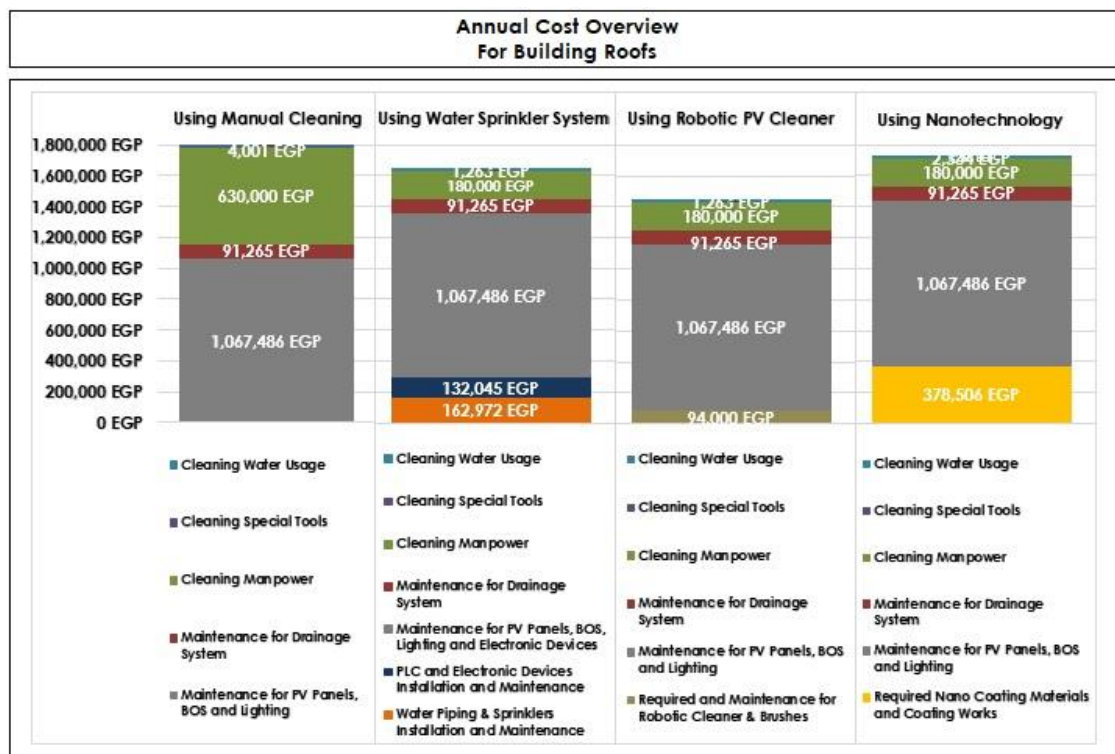 Annual Cost Overview
For Building Roofs
Using Manual Cleaning
Using Water Sprinkler System
Using Robotic PV Cleaner
Using Nanotechnology
1,800,000 EGP
1,600,000 EGP
1,400,000 EGP
1,200,000 EGP
1,000,000 EGP
800,000 EGP
600,000 EGP
400,000 EGP
200,000 EGP
0 EGP
4,001 EGP
630,000 EGP
91,265 EGP
1,067,486 EGP
1,263 EGP
180,000 EGP
91,265 EGP
1,067,486 EGP
132,045 EGP
162,972 EGP
1,263 EGP
180,000 EGP
91,265 EGP
1,067,486 EGP
94,000 EGP
180,000 EGP
91,265 EGP
1,067,486 EGP
378,506 EGP
Cleaning Water Usage
Cleaning Special Tools
Cleaning Manpower
Maintenance for Drainage
System
Maintenance for PV Panels,
BOS and Lighting
Cleaning Water Usage
Cleaning Special Tools
Cleaning Manpower
Maintenance for Drainage
System
Maintenance for PV Panels, BOS,
Lighting and Electronic Devices
PLC and Electronic Devices
Installation and Maintenance
Water Piping & Sprinklers
Installation and Maintenance
Cleaning Water Usage
Cleaning Special Tools
Cleaning Manpower
Maintenance for Drainage
System
Maintenance for PV Panels, BOS
and Lighting
Required and Maintenance for
Robotic Cleaner & Brushes
Cleaning Water Usage
Cleaning Special Tools
Cleaning Manpower
Maintenance for Drainage
System
Maintenance for PV Panels, BOS
and Lighting
Required Nano Coating Materials
and Coating Works